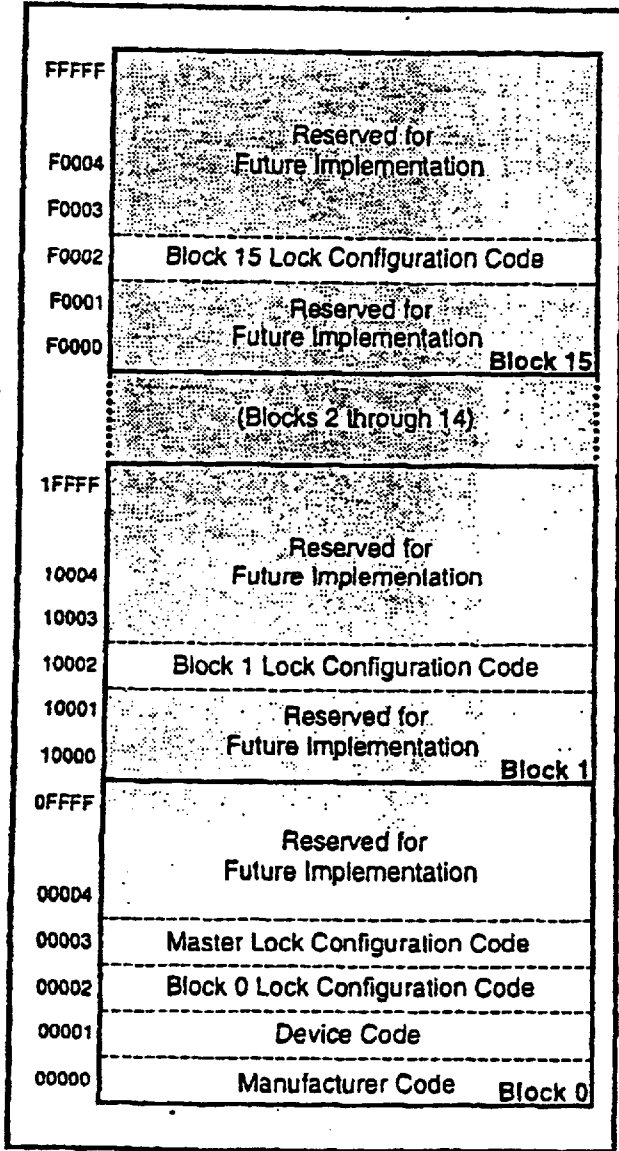 FFFFF
Reserved for
F0004 Future Implementation
F0003
F0002 Block 15 Lock Configuration Code
F0001 Reserved for
Future Implementation
F0000 Block 15
(Blocks 2 through 14)
1FFFF
Reserved for
10004 Future Implementation
10003
10002 Block 1 Lock Configuration Code
10001 Reserved for
10000 Future Implementation Block 1
0FFFF
Reserved for
Future Implementation
00004
00003 Master Lock Configuration Code
00002 Block 0 Lock Configuration Code
00001 Device Code
00000 Manufacturer Code Block 0